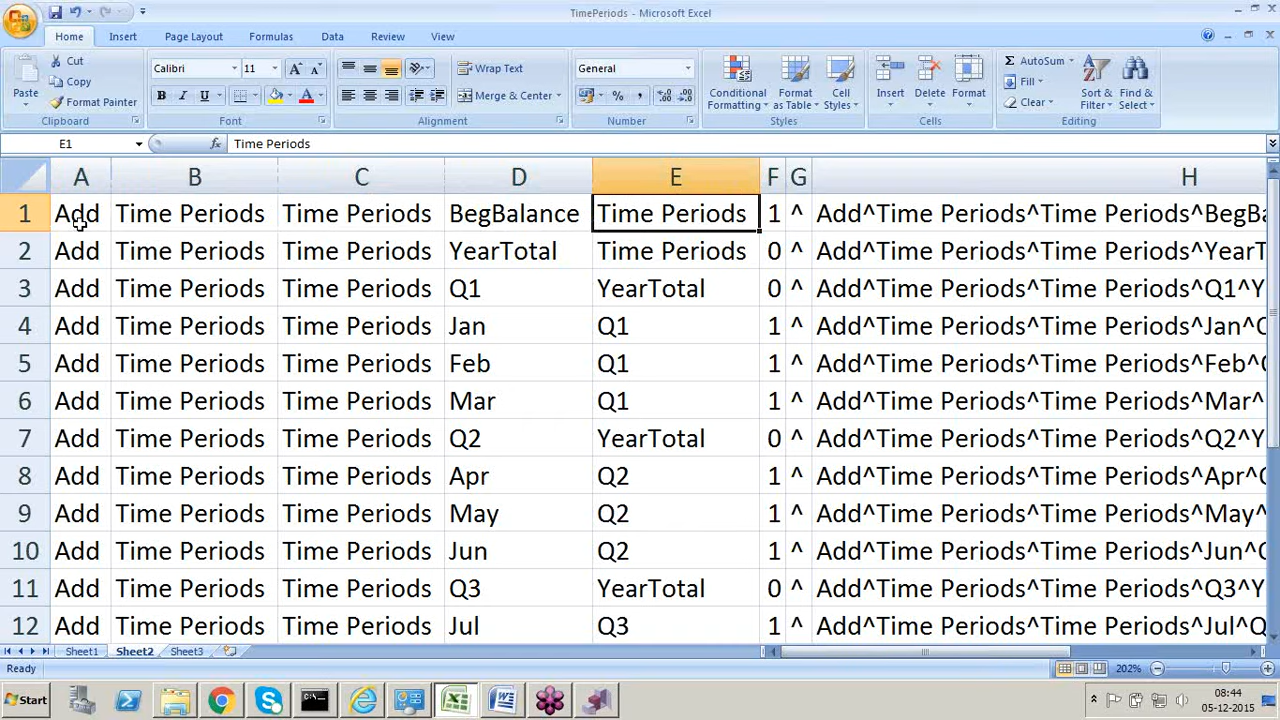 TimePeriods - Microsoft Excel
Home Insert Page Layout Formulas Data Review View
Paste Cut Copy Format Painter Clipboard
Calibri 11 A A B I U A Font
Wrap Text Merge & Center Alignment
General % , .0 .00 .00 .0 Number
Conditional Formatting Format as Table Cell Styles Styles
Insert Delete Format Cells
Σ AutoSum Fill Clear Sort & Filter Find & Select Editing
E1 fx Time Periods
A B C D E F G H
1 Add Time Periods Time Periods BegBalance Time Periods 1 ^ Add^Time Periods^Time Periods^BegBa
2 Add Time Periods Time Periods YearTotal Time Periods 0 ^ Add^Time Periods^Time Periods^YearT
3 Add Time Periods Time Periods Q1 YearTotal 0 ^ Add^Time Periods^Time Periods^Q1^Y
4 Add Time Periods Time Periods Jan Q1 1 ^ Add^Time Periods^Time Periods^Jan^Q
5 Add Time Periods Time Periods Feb Q1 1 ^ Add^Time Periods^Time Periods^Feb^Q
6 Add Time Periods Time Periods Mar Q1 1 ^ Add^Time Periods^Time Periods^Mar^
7 Add Time Periods Time Periods Q2 YearTotal 0 ^ Add^Time Periods^Time Periods^Q2^Y
8 Add Time Periods Time Periods Apr Q2 1 ^ Add^Time Periods^Time Periods^Apr^Q
9 Add Time Periods Time Periods May Q2 1 ^ Add^Time Periods^Time Periods^May^
10 Add Time Periods Time Periods Jun Q2 1 ^ Add^Time Periods^Time Periods^Jun^Q
11 Add Time Periods Time Periods Q3 YearTotal 0 ^ Add^Time Periods^Time Periods^Q3^Y
12 Add Time Periods Time Periods Jul Q3 1 ^ Add^Time Periods^Time Periods^Jul^Q
Sheet1 Sheet2 Sheet3
Ready 202%
Start 08:44
05-12-2015